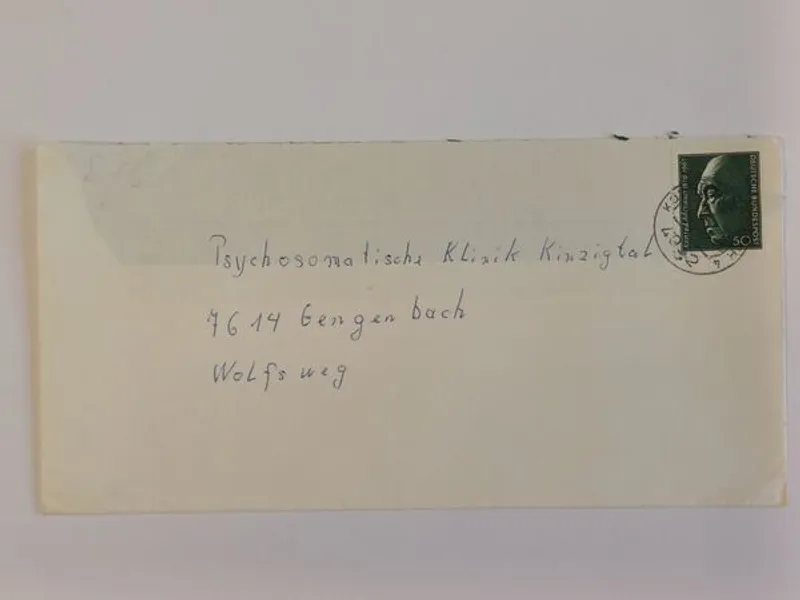 Psychosomatische Klinik Kinzigtal
7614 Gengenbach
Wolfsweg
DEUTSCHE BUNDESPOST
50